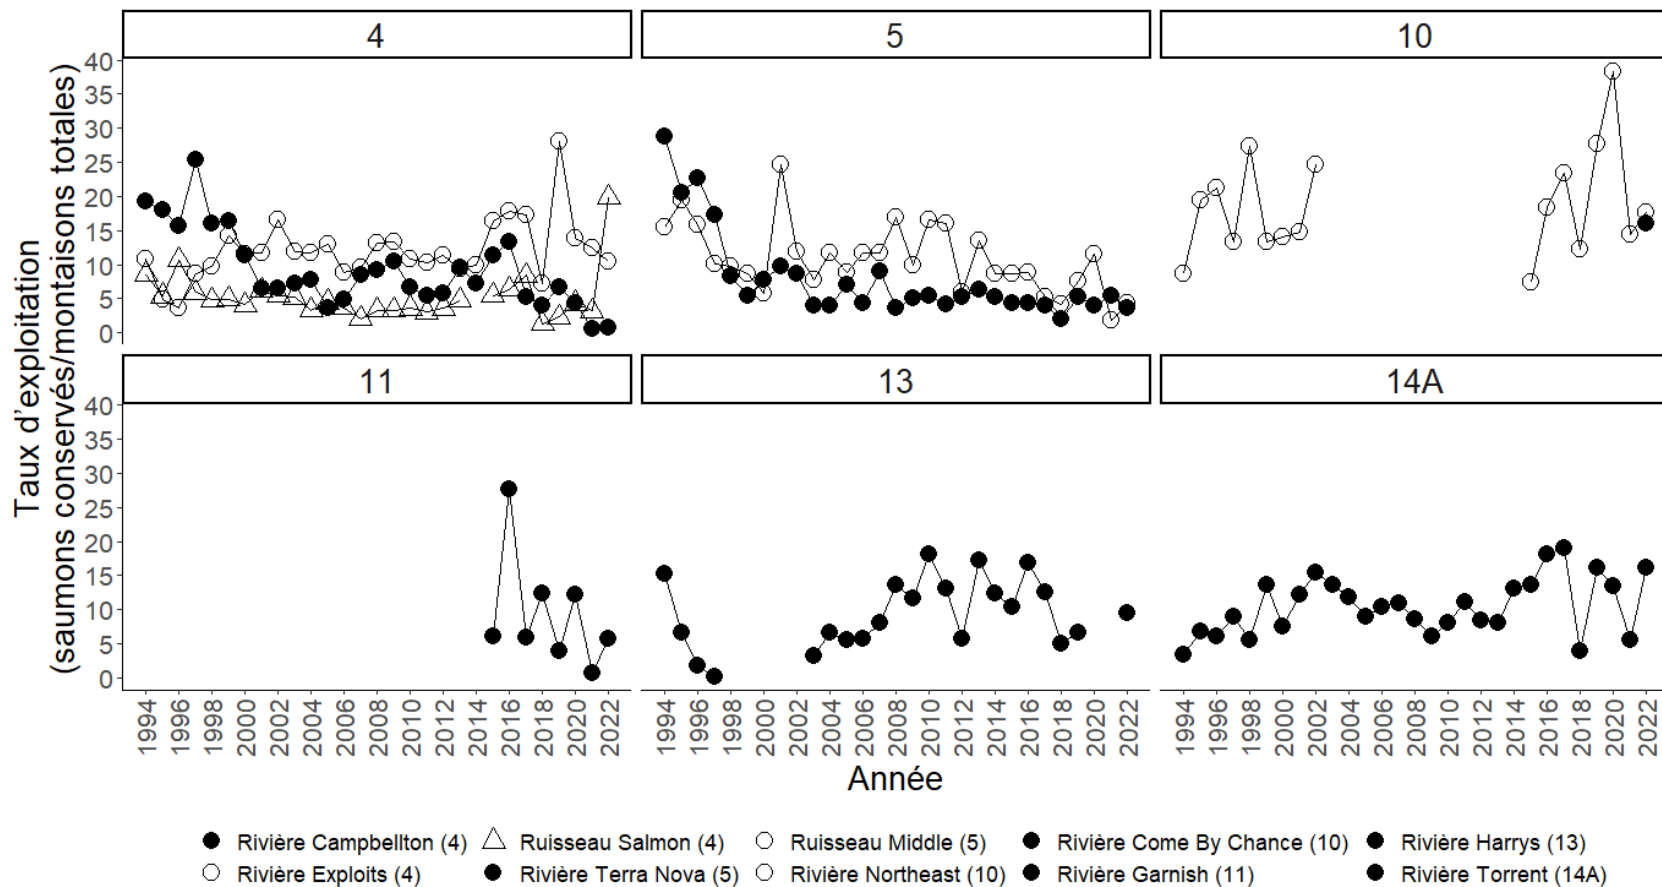 4 5 10
Taux d'exploitation
(saumons conservés/montaisons totales)
40
35
30
25
20
15
10
5
0
11 13 14A
40
35
30
25
20
15
10
5
0
1994 1996 1998 2000 2002 2004 2006 2008 2010 2012 2014 2016 2018 2020 2022 1994 1996 1998 2000 2002 2004 2006 2008 2010 2012 2014 2016 2018 2020 2022 1994 1996 1998 2000 2002 2004 2006 2008 2010 2012 2014 2016 2018 2020 2022
Année
Rivière Campbellton (4) Ruisseau Salmon (4) Ruisseau Middle (5) Rivière Come By Chance (10) Rivière Harrys (13)
Rivière Exploits (4) Rivière Terra Nova (5) Rivière Northeast (10) Rivière Garnish (11) Rivière Torrent (14A)